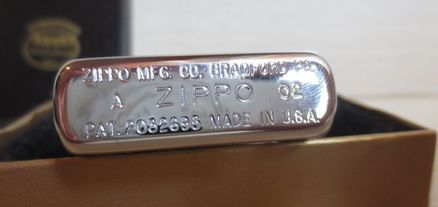 ZIPPO MFG. CO. BRADFORD PA.
A ZIPPO 02
PAT. 2032695 MADE IN U.S.A.